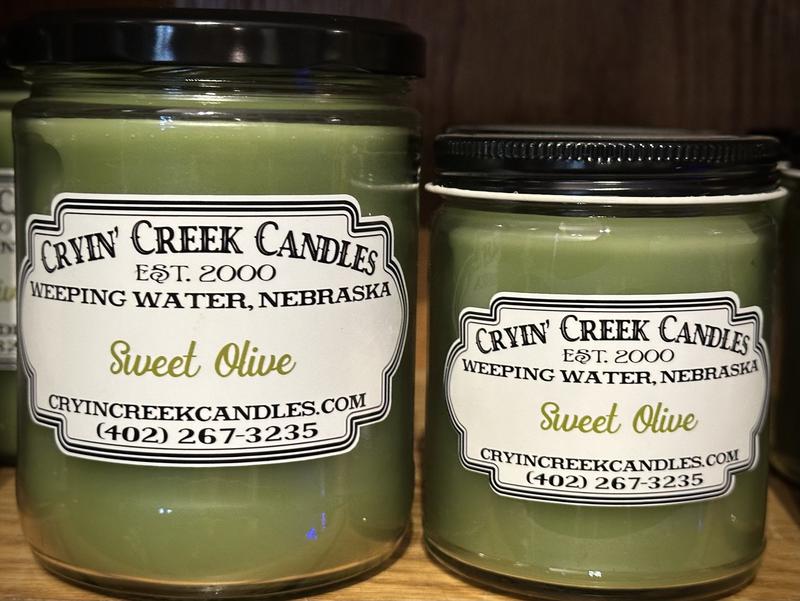 CRYIN' CREEK CANDLES
EST. 2000
WEEPING WATER, NEBRASKA
Sweet Olive
CRYINCREEKCANDLES.COM
(402) 267-3235
CRYIN' CREEK CANDLES
EST. 2000
WEEPING WATER, NEBRASKA
Sweet Olive
CRYINCREEKCANDLES.COM
(402) 267-3235